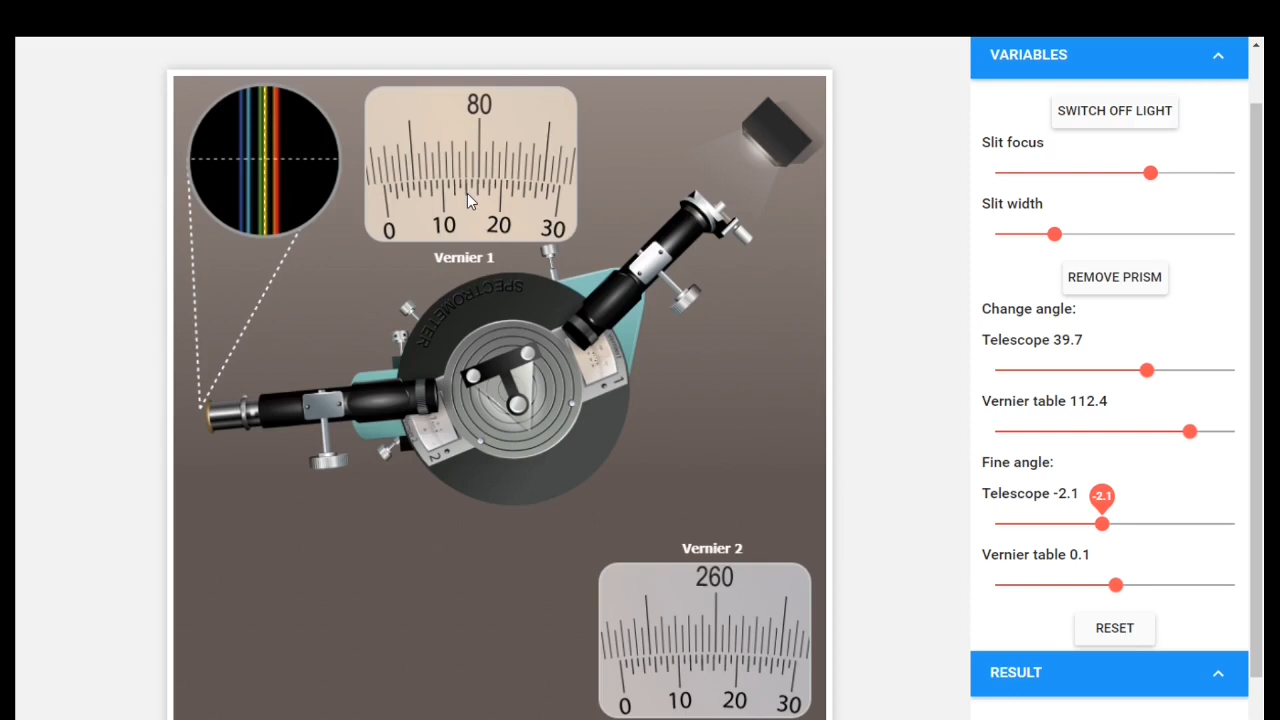 VARIABLES
SWITCH OFF LIGHT
Slit focus
Slit width
REMOVE PRISM
Change angle:
Telescope 39.7
Vernier table 112.4
Fine angle:
Telescope -2.1
-2.1
Vernier table 0.1
RESET
RESULT
80
0 10 20 30
Vernier 1
SPECTROMETER
1
2
Vernier 2
260
0 10 20 30